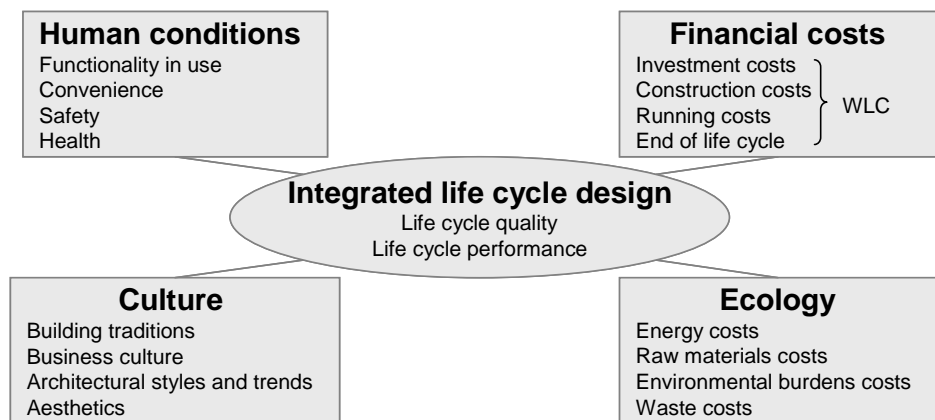 Human conditions
Functionality in use
Convenience
Safety
Health
Financial costs
Investment costs
Construction costs
Running costs
End of life cycle
WLC
Integrated life cycle design
Life cycle quality
Life cycle performance
Culture
Building traditions
Business culture
Architectural styles and trends
Aesthetics
Ecology
Energy costs
Raw materials costs
Environmental burdens costs
Waste costs